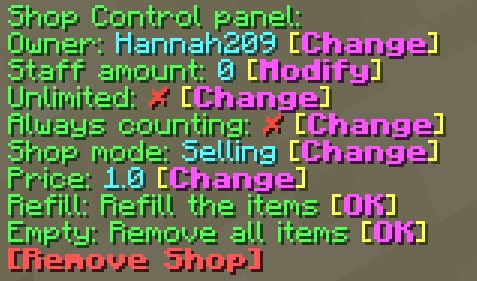 Shop Control panel:
Owner: Hannah209 [Change]
Staff amount: 0 [Modify]
Unlimited: ✘ [Change]
Always counting: ✘ [Change]
Shop mode: Selling [Change]
Price: 1.0 [Change]
Refill: Refill the items [OK]
Empty: Remove all items [OK]
[Remove Shop]